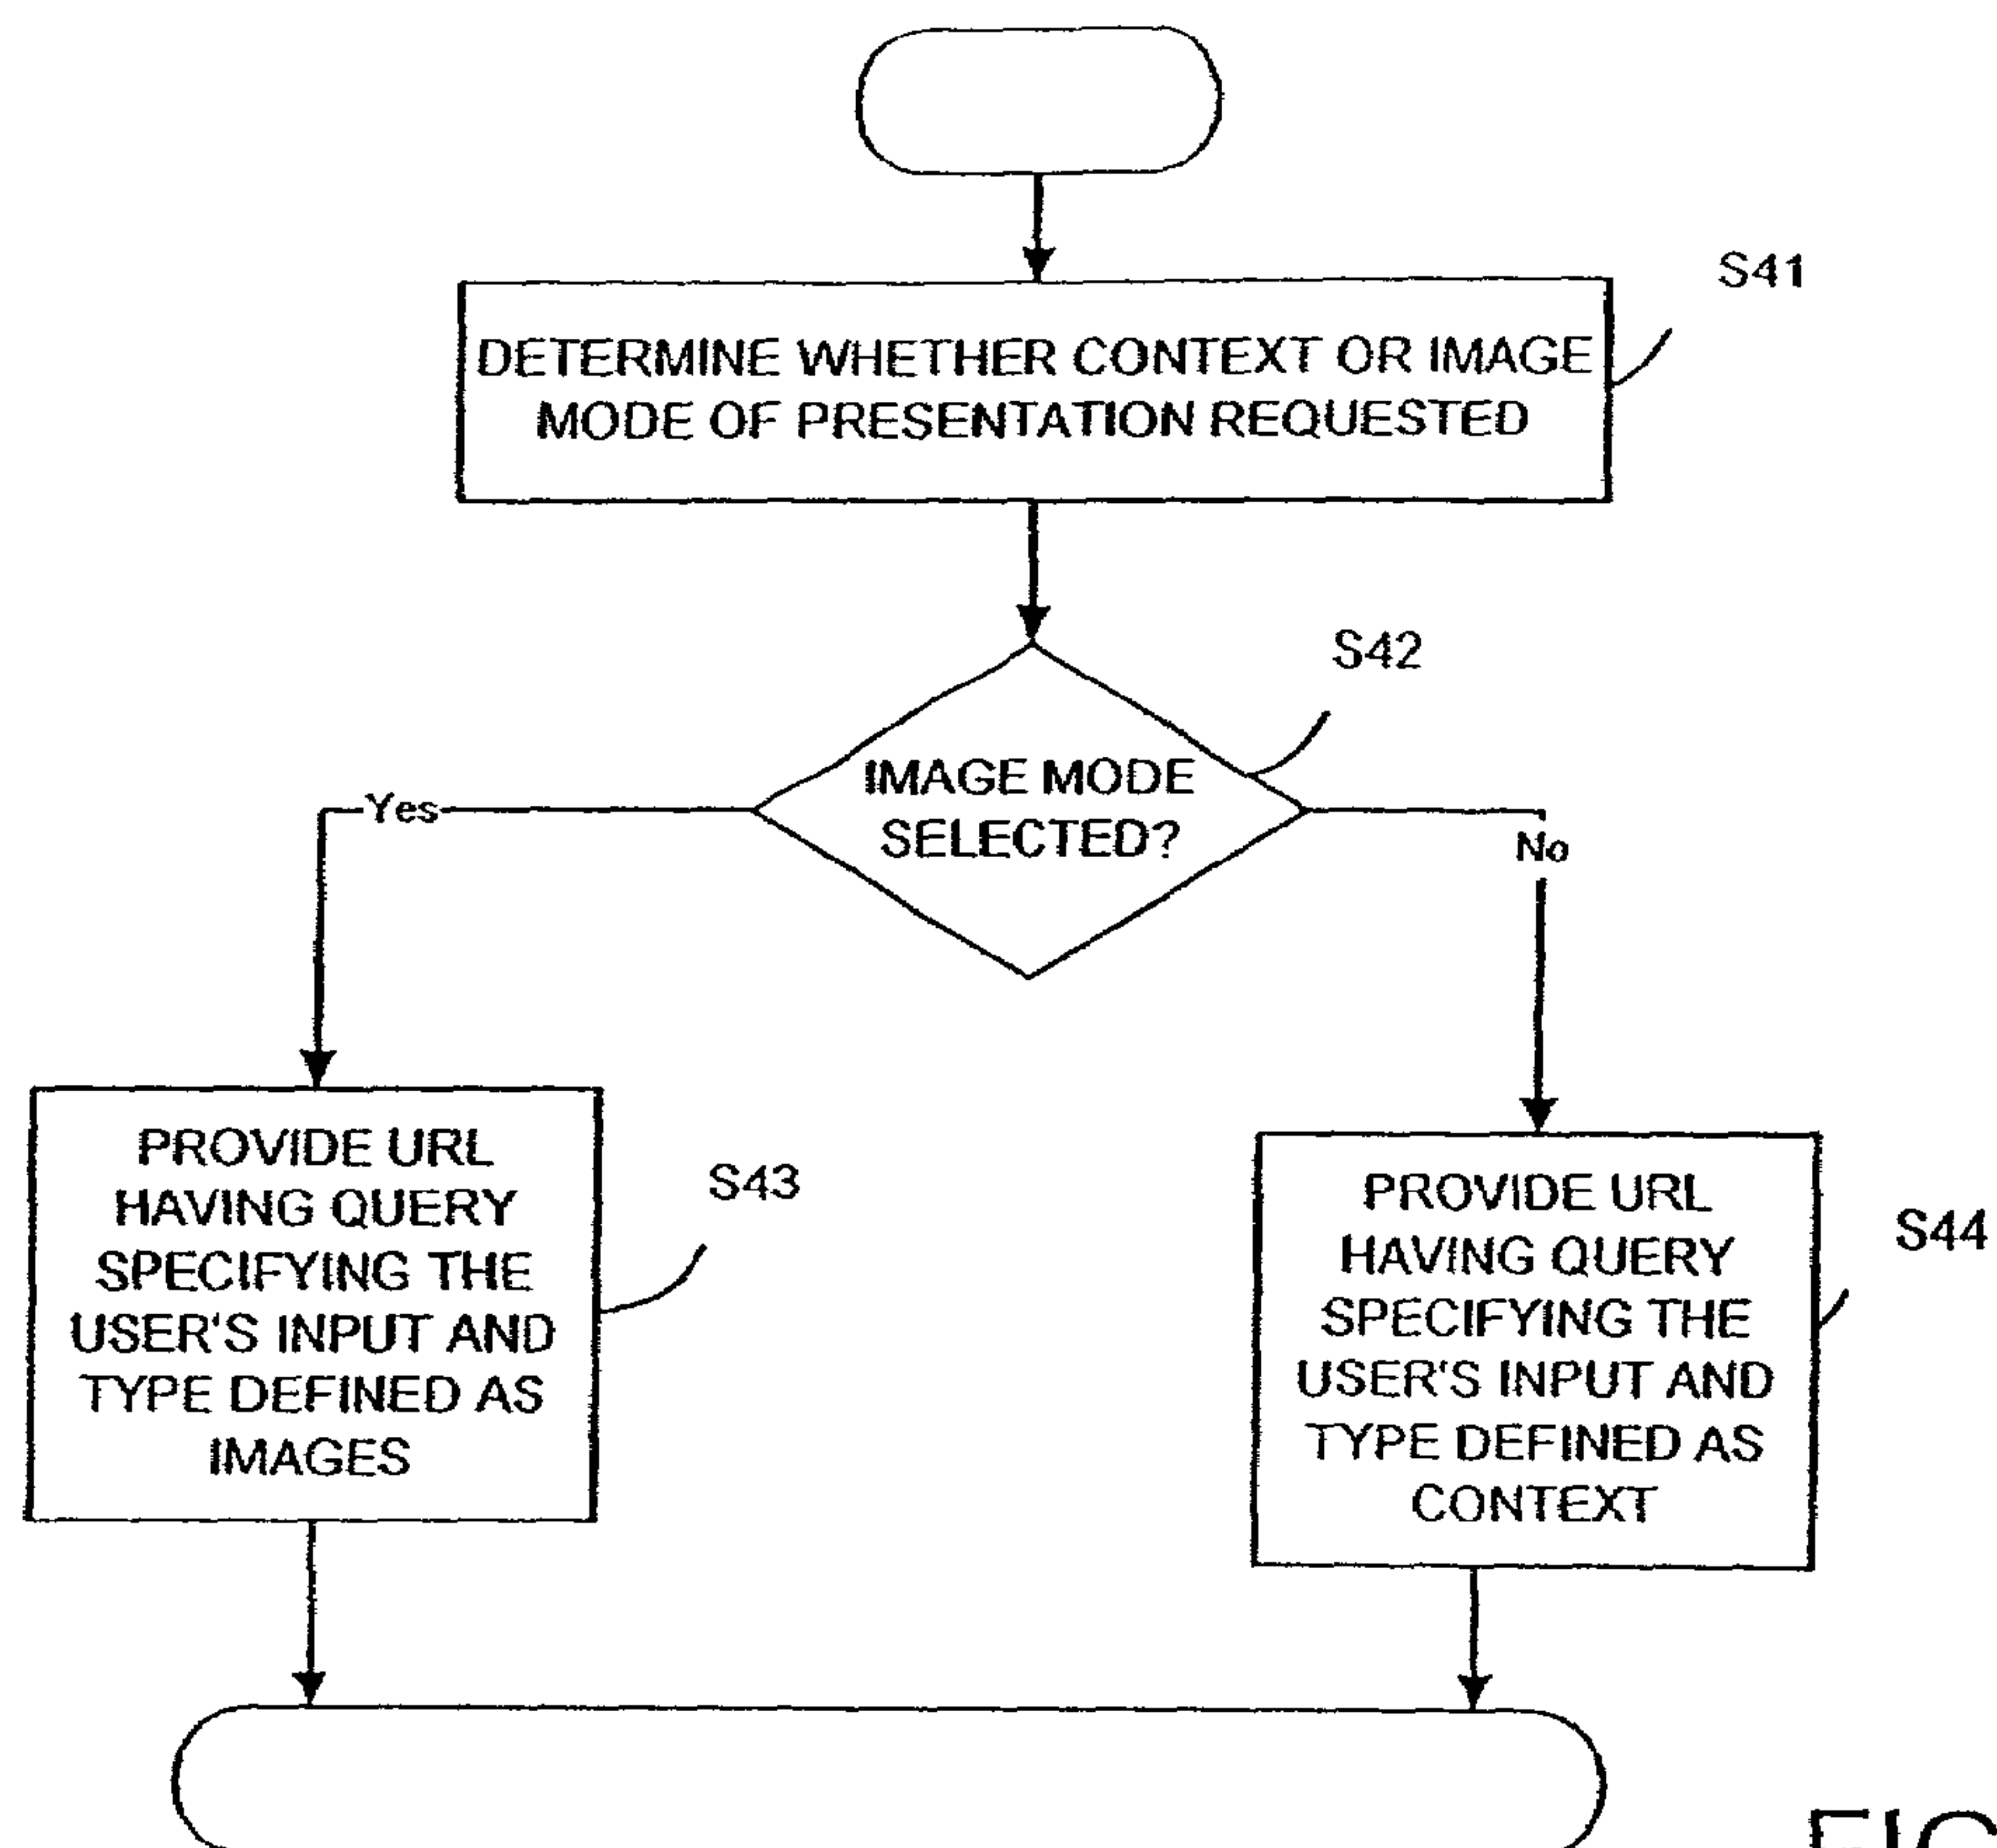 S41
DETERMINE WHETHER CONTEXT OR IMAGE
MODE OF PRESENTATION REQUESTED
S42
IMAGE MODE
SELECTED?
Yes
No
PROVIDE URL
HAVING QUERY
SPECIFYING THE
USER'S INPUT AND
TYPE DEFINED AS
IMAGES
S43
PROVIDE URL
HAVING QUERY
SPECIFYING THE
USER'S INPUT AND
TYPE DEFINED AS
CONTEXT
S44